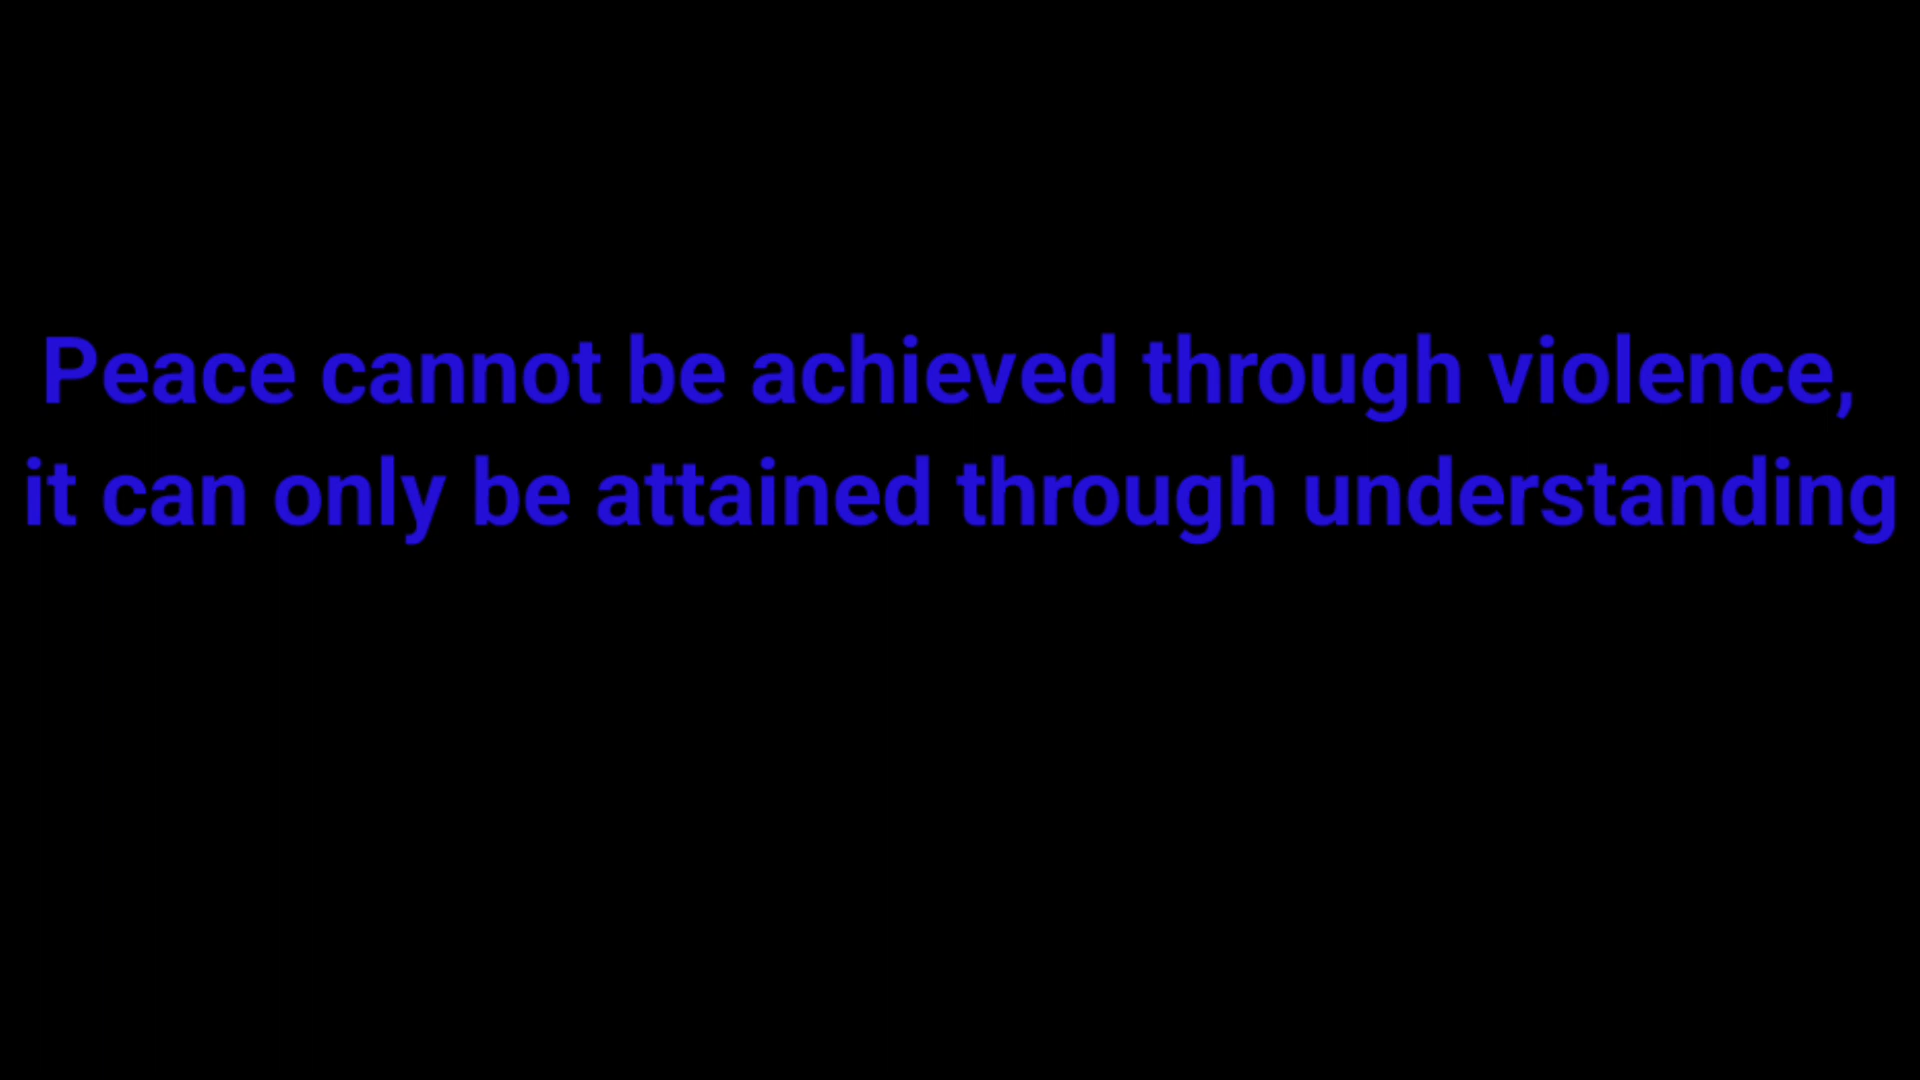 Peace cannot be achieved through violence,
it can only be attained through understanding